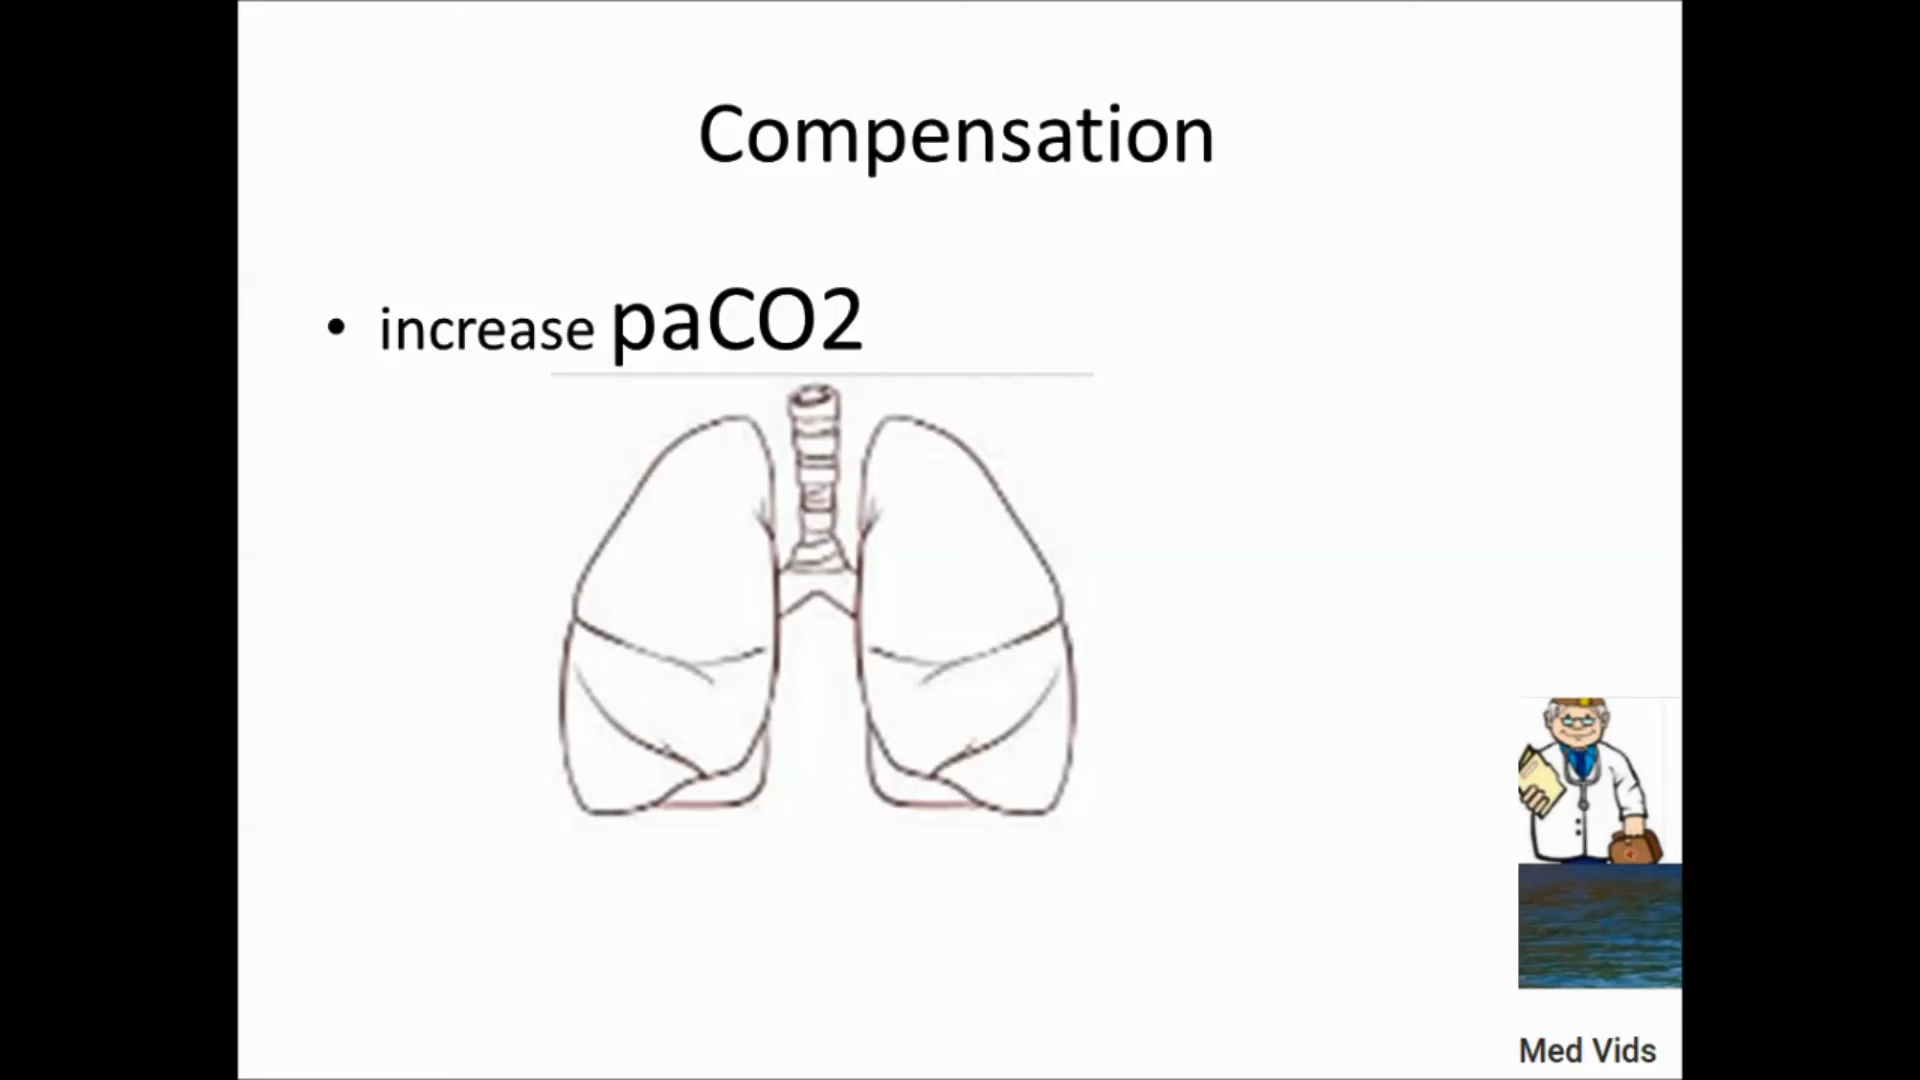 Compensation
• increase paCO2
Med Vids